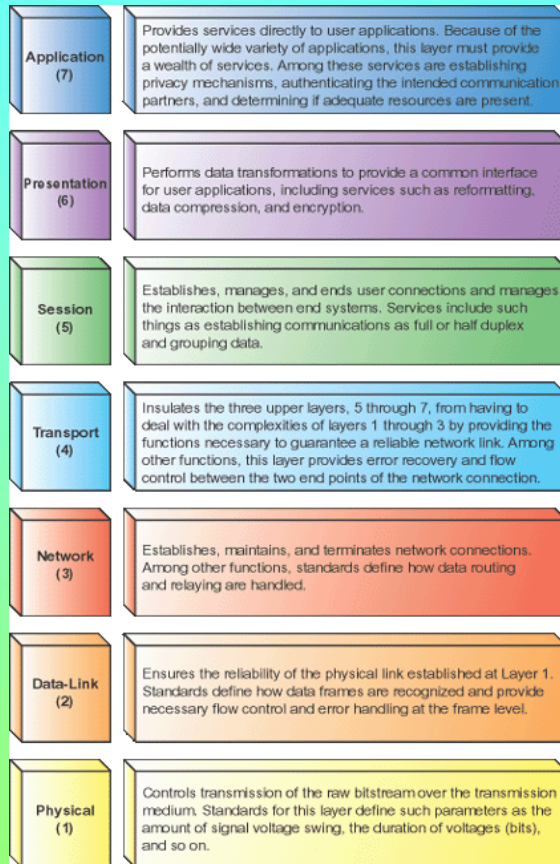 Application
(7)
Provides services directly to user applications. Because of the
potentially wide variety of applications, this layer must provide
a wealth of services. Among these services are establishing
privacy mechanisms, authenticating the intended communication
partners, and determining if adequate resources are present.
Presentation
(6)
Performs data transformations to provide a common interface
for user applications, including services such as reformatting,
data compression, and encryption.
Session
(5)
Establishes, manages, and ends user connections and manages
the interaction between end systems. Services include such
things as establishing communications as full or half duplex
and grouping data.
Transport
(4)
Insulates the three upper layers, 5 through 7, from having to
deal with the complexities of layers 1 through 3 by providing the
functions necessary to guarantee a reliable network link. Among
other functions, this layer provides error recovery and flow
control between the two end points of the network connection.
Network
(3)
Establishes, maintains, and terminates network connections.
Among other functions, standards define how data routing
and relaying are handled.
Data-Link
(2)
Ensures the reliability of the physical link established at Layer 1.
Standards define how data frames are recognized and provide
necessary flow control and error handling at the frame level.
Physical
(1)
Controls transmission of the raw bitstream over the transmission
medium. Standards for this layer define such parameters as the
amount of signal voltage swing, the duration of voltages (bits),
and so on.